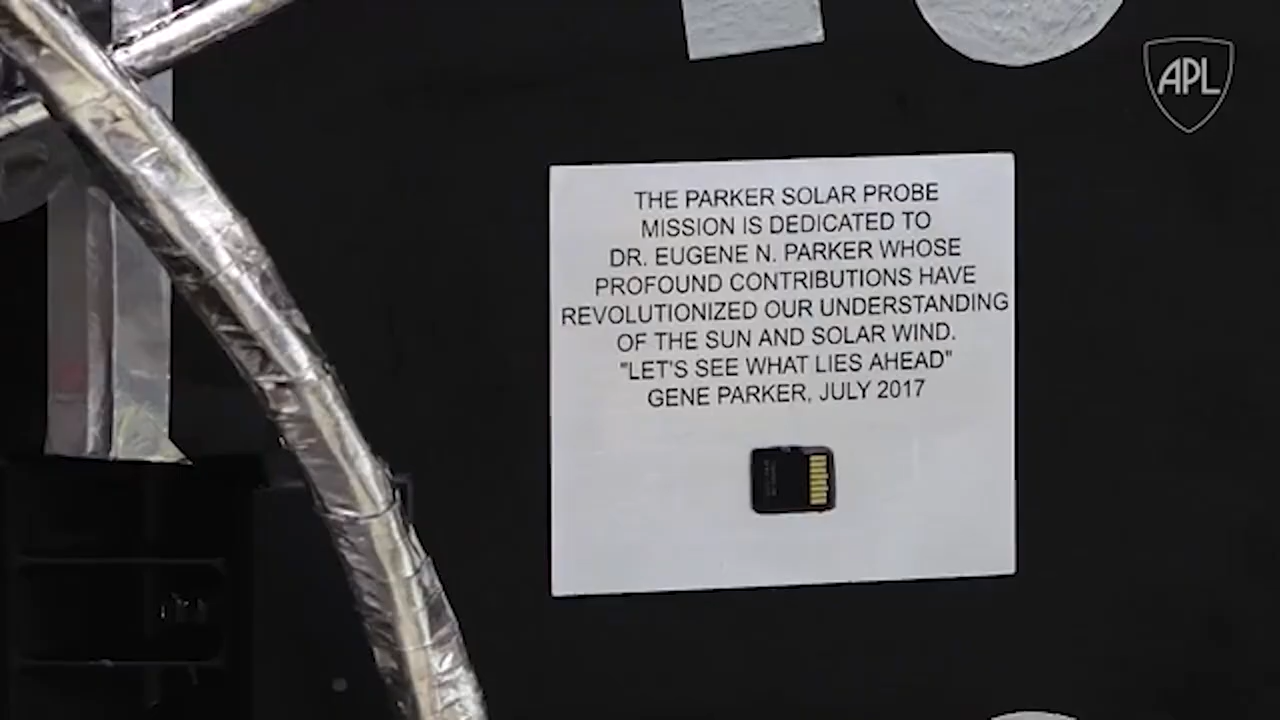 APL
THE PARKER SOLAR PROBE
MISSION IS DEDICATED TO
DR. EUGENE N. PARKER WHOSE
PROFOUND CONTRIBUTIONS HAVE
REVOLUTIONIZED OUR UNDERSTANDING
OF THE SUN AND SOLAR WIND.
"LET'S SEE WHAT LIES AHEAD"
GENE PARKER, JULY 2017